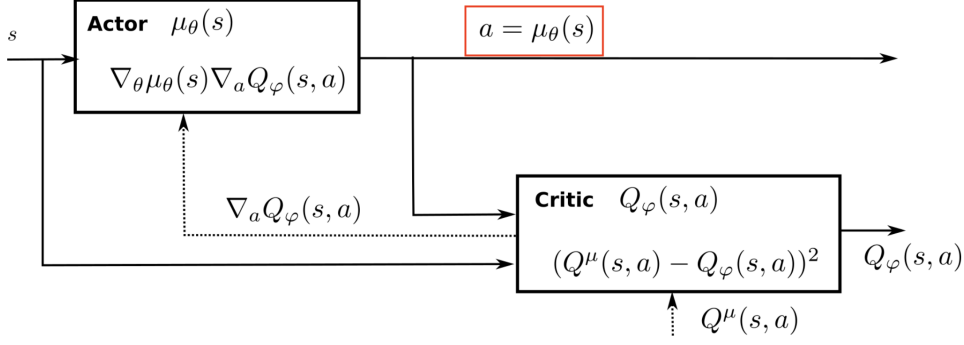 s
Actor μ_θ(s)
∇_θ μ_θ(s) ∇_a Q_φ(s, a)
a = μ_θ(s)
∇_a Q_φ(s, a)
Critic Q_φ(s, a)
(Q^μ(s, a) − Q_φ(s, a))²
Q_φ(s, a)
Q^μ(s, a)